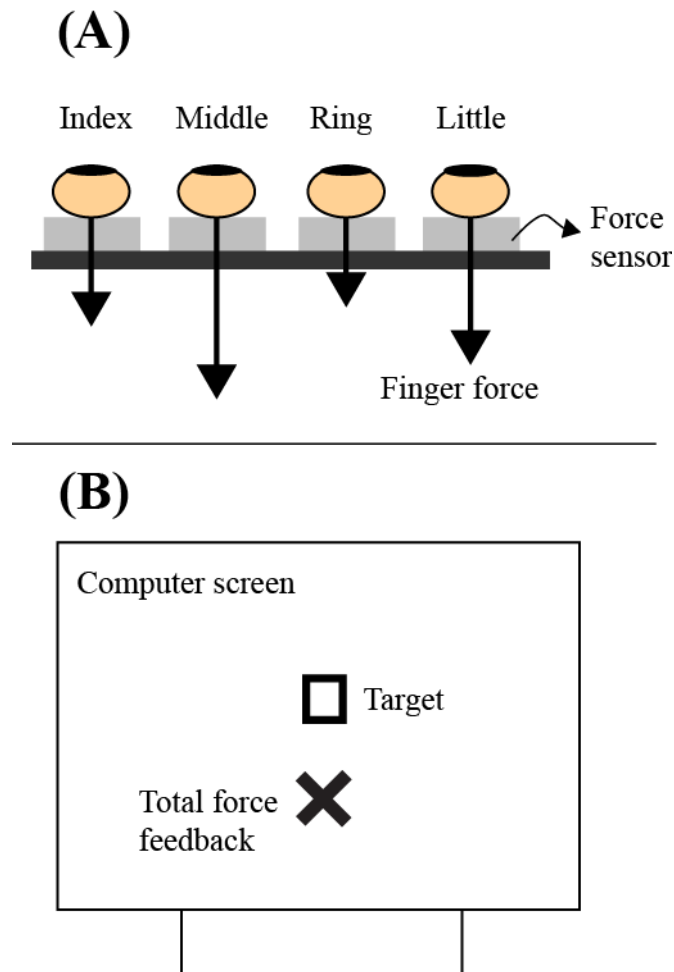 (A)
Index Middle Ring Little
Force
sensor
Finger force
(B)
Computer screen
Target
Total force
feedback